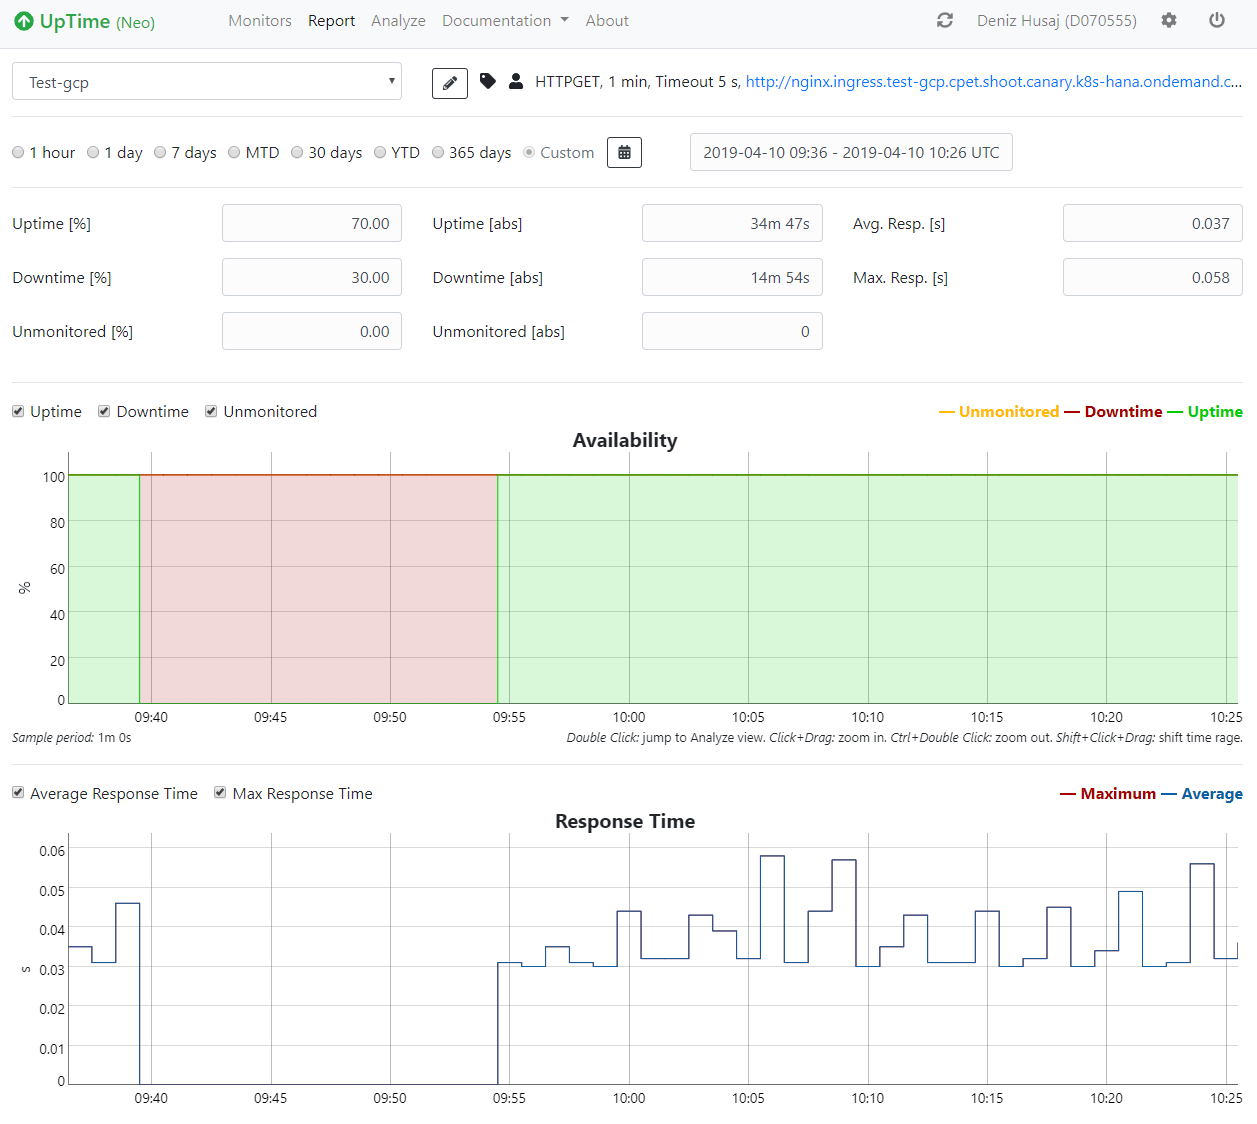 UpTime (Neo) Monitors Report Analyze Documentation About Deniz Husaj (D070555)
Test-gcp HTTPGET, 1 min, Timeout 5 s, http://nginx.ingress.test-gcp.cpet.shoot.canary.k8s-hana.ondemand.c...
1 hour 1 day 7 days MTD 30 days YTD 365 days Custom 2019-04-10 09:36 - 2019-04-10 10:26 UTC
Uptime [%] 70.00 Uptime [abs] 34m 47s Avg. Resp. [s] 0.037
Downtime [%] 30.00 Downtime [abs] 14m 54s Max. Resp. [s] 0.058
Unmonitored [%] 0.00 Unmonitored [abs] 0
Uptime Downtime Unmonitored Unmonitored Downtime Uptime
Availability
100
80
60
%
40
20
0
09:40 09:45 09:50 09:55 10:00 10:05 10:10 10:15 10:20 10:25
Sample period: 1m 0s Double Click: jump to Analyze view. Click+Drag: zoom in. Ctrl+Double Click: zoom out. Shift+Click+Drag: shift time rage.
Average Response Time Max Response Time Maximum Average
Response Time
0.06
0.05
0.04
s
0.03
0.02
0.01
0
09:40 09:45 09:50 09:55 10:00 10:05 10:10 10:15 10:20 10:25